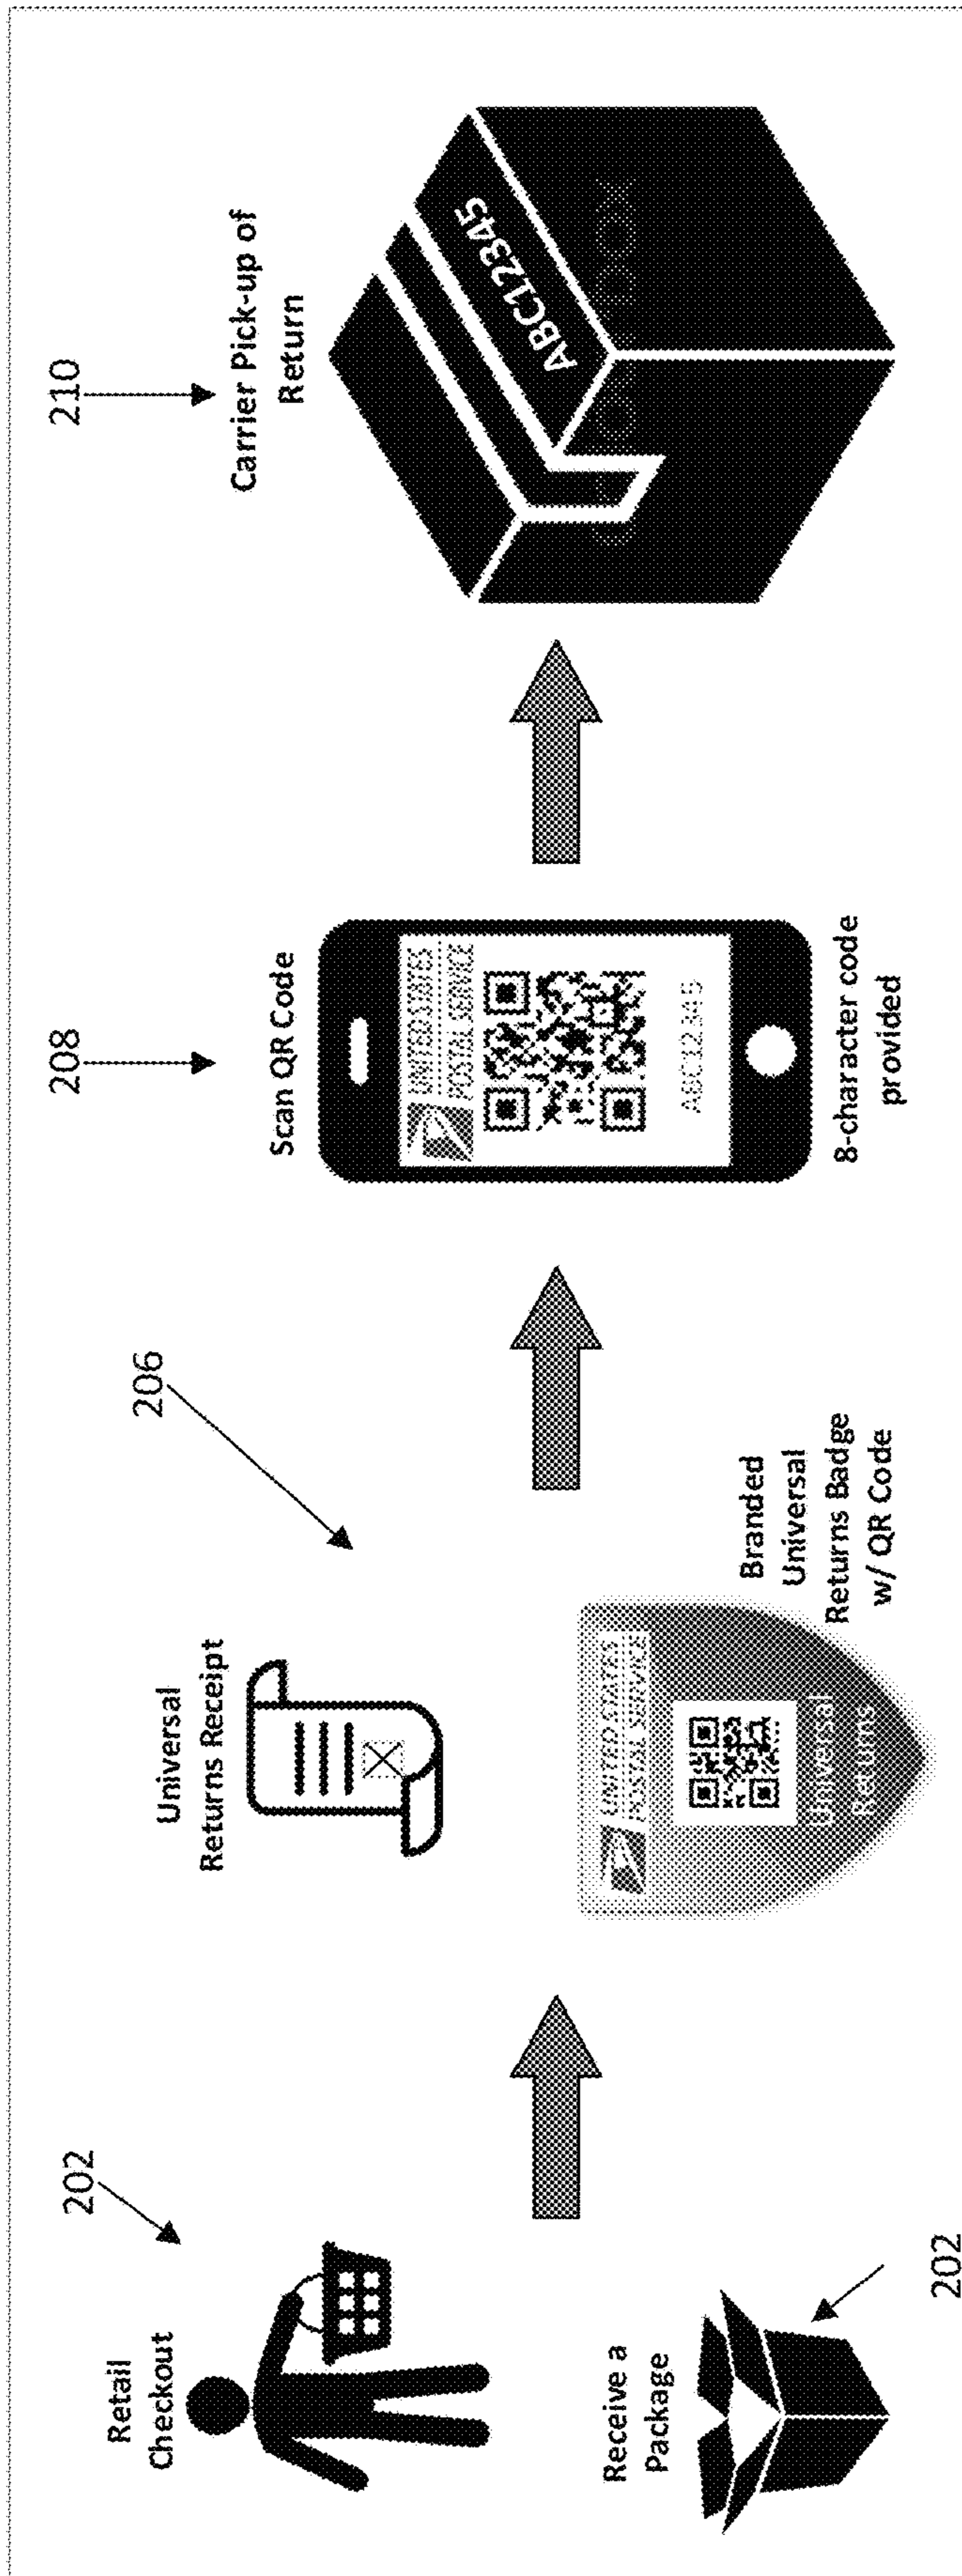 202
Retail
Checkout
Receive a
Package
202
206
Universal
Returns Receipt
UNITED STATES
POSTAL SERVICE
Universal
Returns
Branded
Universal
Returns Badge
w/ QR Code
208
Scan QR Code
UNITED STATES
POSTAL SERVICE
ABC12345
8-character code
provided
210
Carrier Pick-up of
Return
ABC12345